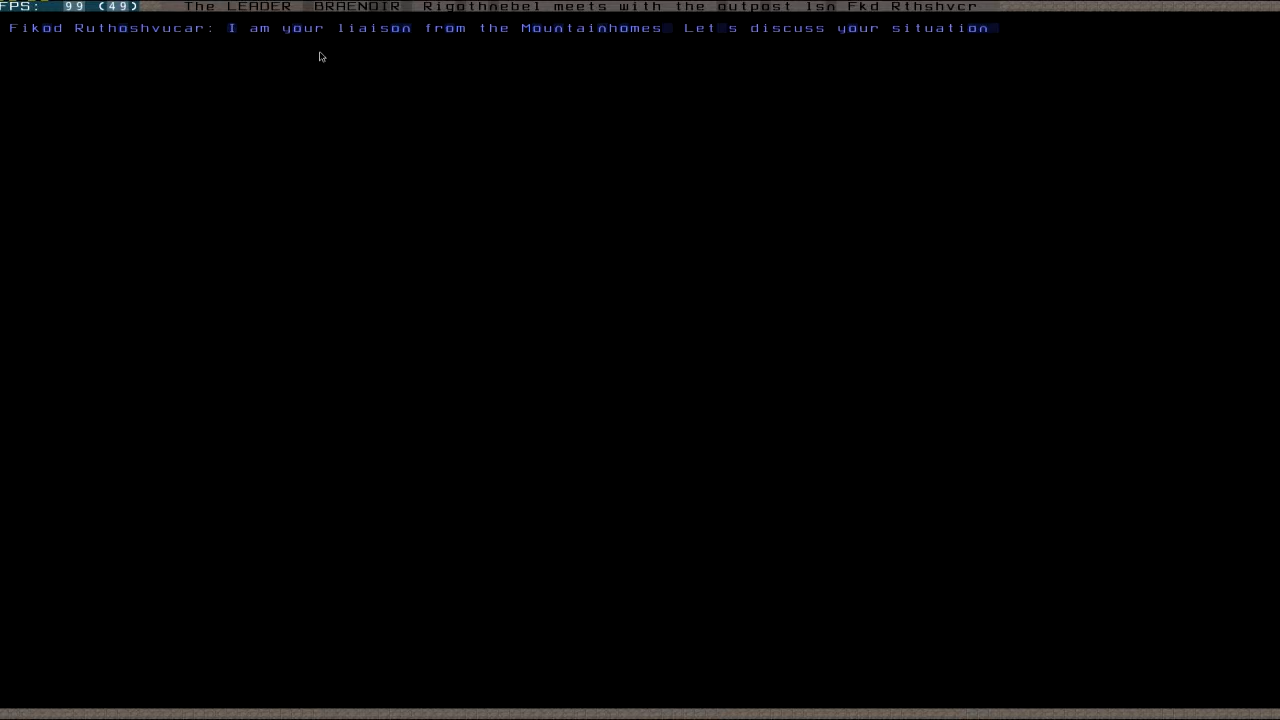 FPS: 99 (49) The LEADER BRAENDIR Rigothnebel meets with the outpost lsn Fkd Rthshvcr
Fikod Ruthoshvucar: I am your liaison from the Mountainhomes Let s discuss your situation